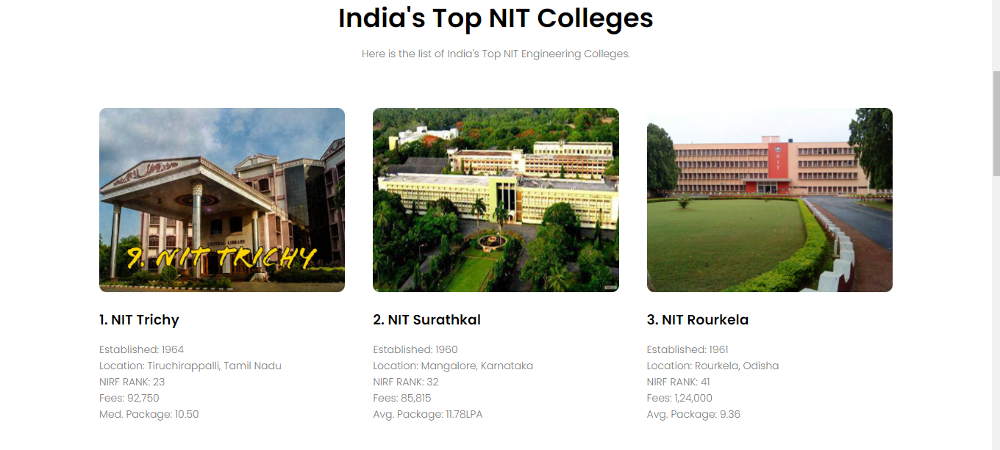 India's Top NIT Colleges
Here is the list of India's Top NIT Engineering Colleges.
CENTRAL LIBRARY
9. NIT TRICHY
NIT
1. NIT Trichy
Established: 1964
Location: Tiruchirappalli, Tamil Nadu
NIRF RANK: 23
Fees: 92,750
Med. Package: 10.50
2. NIT Surathkal
Established: 1960
Location: Mangalore, Karnataka
NIRF RANK: 32
Fees: 85,815
Avg. Package: 11.78LPA
3. NIT Rourkela
Established: 1961
Location: Rourkela, Odisha
NIRF RANK: 41
Fees: 1,24,000
Avg. Package: 9.36